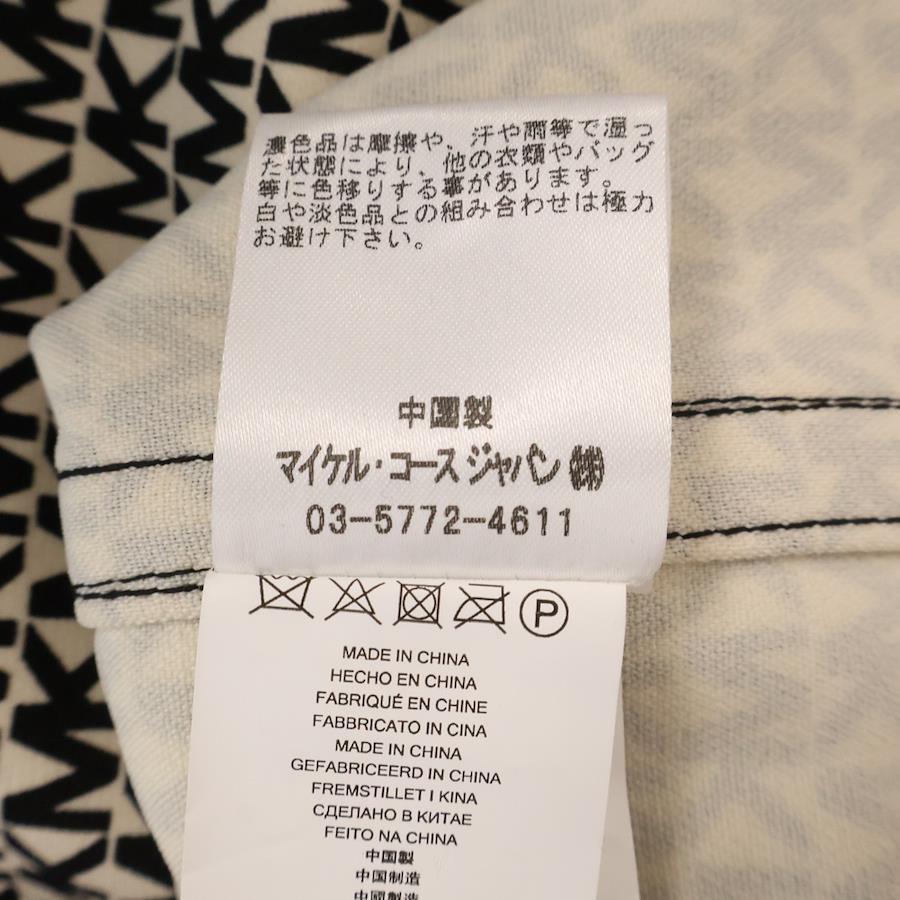 濃色品は摩擦や、汗や雨等で湿っ
た状態により、他の衣類やバッグ
等に色移りする事があります。
白や淡色品との組み合わせは極力
お避け下さい。
中国製
マイケル・コース ジャパン ㈱
03-5772-4611
P
MADE IN CHINA
HECHO EN CHINA
FABRIQUÉ EN CHINE
FABBRICATO IN CINA
MADE IN CHINA
GEFABRICEERD IN CHINA
FREMSTILLET I KINA
СДЕЛАНО В КИТАЕ
FEITO NA CHINA
中国製
中国制造
中國製造